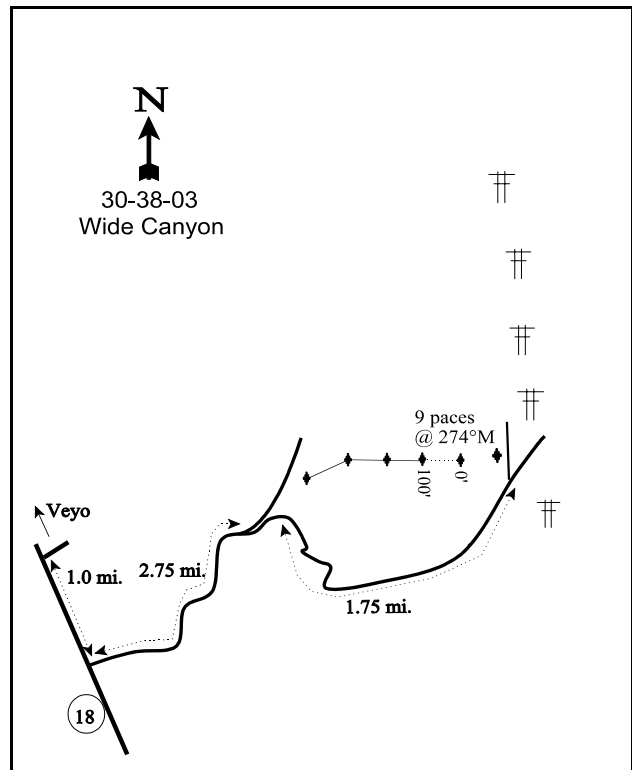 N
30-38-03
Wide Canyon
9 paces
@ 274°M
100'
0'
Veyo
1.0 mi.
2.75 mi.
1.75 mi.
18